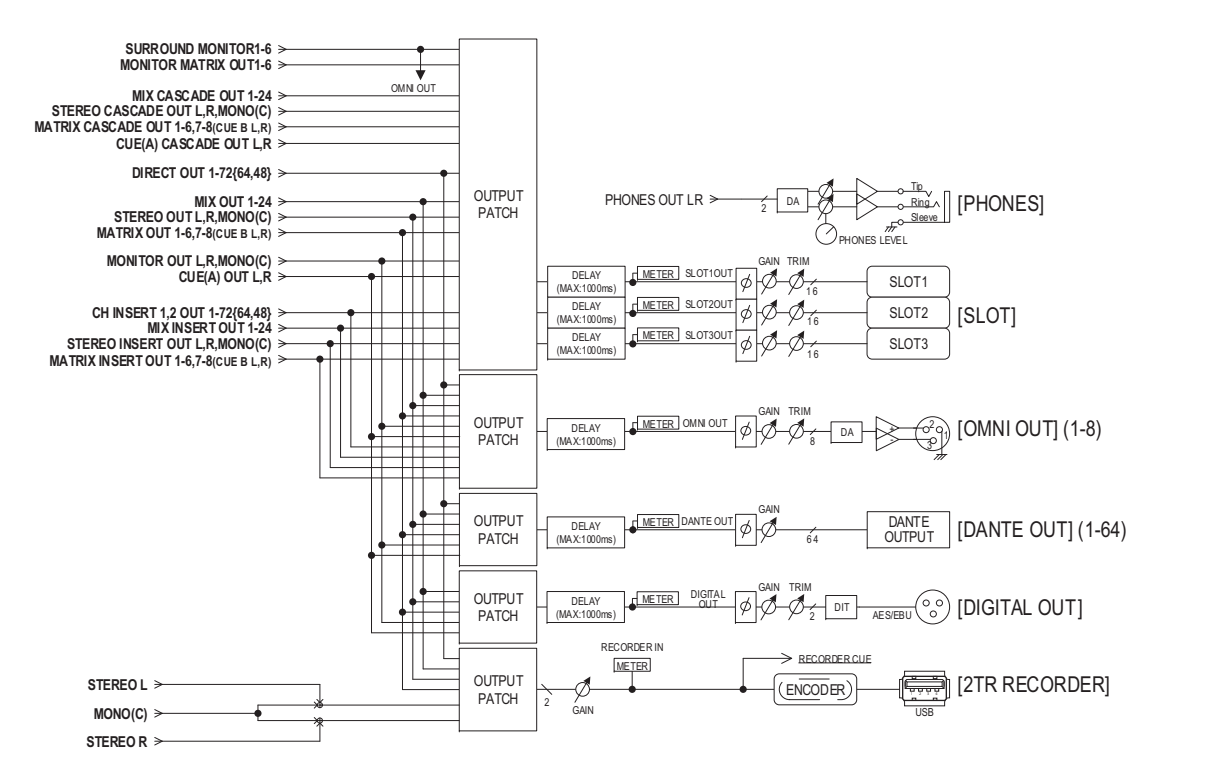 SURROUND MONITOR1-6
MONITOR MATRIX OUT1-6
OMNI OUT
MIX CASCADE OUT 1-24
STEREO CASCADE OUT L,R,MONO(C)
MATRIX CASCADE OUT 1-6,7-8(CUE B L,R)
CUE(A) CASCADE OUT L,R
DIRECT OUT 1-72{64,48}
MIX OUT 1-24
STEREO OUT L,R,MONO(C)
MATRIX OUT 1-6,7-8(CUE B L,R)
MONITOR OUT L,R,MONO(C)
CUE(A) OUT L,R
CH INSERT 1,2 OUT 1-72{64,48}
MIX INSERT OUT 1-24
STEREO INSERT OUT L,R,MONO(C)
MATRIX INSERT OUT 1-6,7-8(CUE B L,R)
OUTPUT
PATCH
PHONES OUT LR
2
DA
PHONES LEVEL
Tip
Ring
Sleeve
[PHONES]
DELAY
(MAX:1000ms)
METER
SLOT1OUT
ϕ
GAIN
TRIM
16
SLOT1
DELAY
(MAX:1000ms)
METER
SLOT2OUT
ϕ
16
SLOT2
[SLOT]
DELAY
(MAX:1000ms)
METER
SLOT3OUT
ϕ
16
SLOT3
OUTPUT
PATCH
DELAY
(MAX:1000ms)
METER
OMNI OUT
ϕ
GAIN
TRIM
8
DA
+
-
2
1
3
[OMNI OUT] (1-8)
OUTPUT
PATCH
DELAY
(MAX:1000ms)
METER
DANTE OUT
ϕ
GAIN
64
DANTE
OUTPUT
[DANTE OUT] (1-64)
OUTPUT
PATCH
DELAY
(MAX:1000ms)
METER
DIGITAL
OUT
ϕ
GAIN
TRIM
2
DIT
AES/EBU
[DIGITAL OUT]
STEREO L
MONO(C)
STEREO R
OUTPUT
PATCH
2
GAIN
RECORDER IN
METER
RECORDER CUE
ENCODER
USB
[2TR RECORDER]